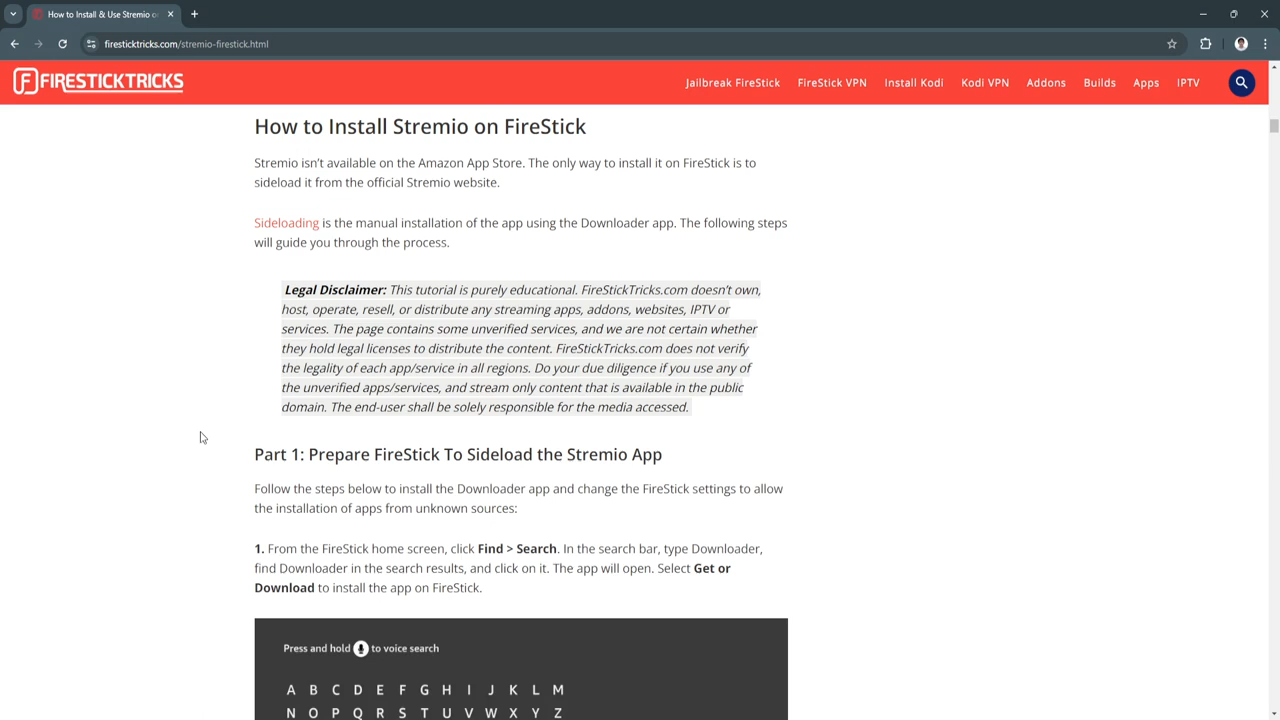 How to Install & Use Stremio o
firesticktricks.com/stremio-firestick.html
FIRESTICKTRICKS
Jailbreak FireStick FireStick VPN Install Kodi Kodi VPN Addons Builds Apps IPTV
How to Install Stremio on FireStick
Stremio isn’t available on the Amazon App Store. The only way to install it on FireStick is to
sideload it from the official Stremio website.
Sideloading is the manual installation of the app using the Downloader app. The following steps
will guide you through the process.
Legal Disclaimer: This tutorial is purely educational. FireStickTricks.com doesn’t own,
host, operate, resell, or distribute any streaming apps, addons, websites, IPTV or
services. The page contains some unverified services, and we are not certain whether
they hold legal licenses to distribute the content. FireStickTricks.com does not verify
the legality of each app/service in all regions. Do your due diligence if you use any of
the unverified apps/services, and stream only content that is available in the public
domain. The end-user shall be solely responsible for the media accessed.
Part 1: Prepare FireStick To Sideload the Stremio App
Follow the steps below to install the Downloader app and change the FireStick settings to allow
the installation of apps from unknown sources:
1. From the FireStick home screen, click Find > Search. In the search bar, type Downloader,
find Downloader in the search results, and click on it. The app will open. Select Get or
Download to install the app on FireStick.
Press and hold to voice search
A B C D E F G H I J K L M
N O P Q R S T U V W X Y Z